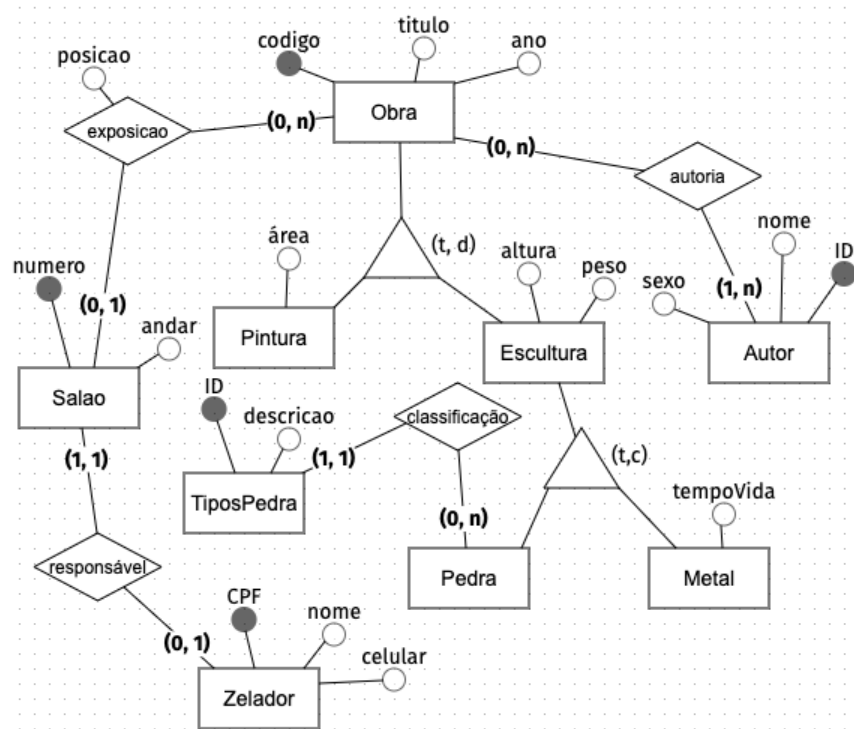 codigo
titulo
ano
posicao
Obra
exposicao
(0, n)
(0, n)
autoria
área
(t, d)
altura
peso
nome
ID
sexo
numero
(0, 1)
(1, n)
andar
Pintura
Escultura
Autor
Salao
ID
descricao
classificação
(1, 1)
(1, 1)
(t,c)
TiposPedra
(0, n)
tempoVida
responsável
Pedra
Metal
CPF
nome
(0, 1)
celular
Zelador